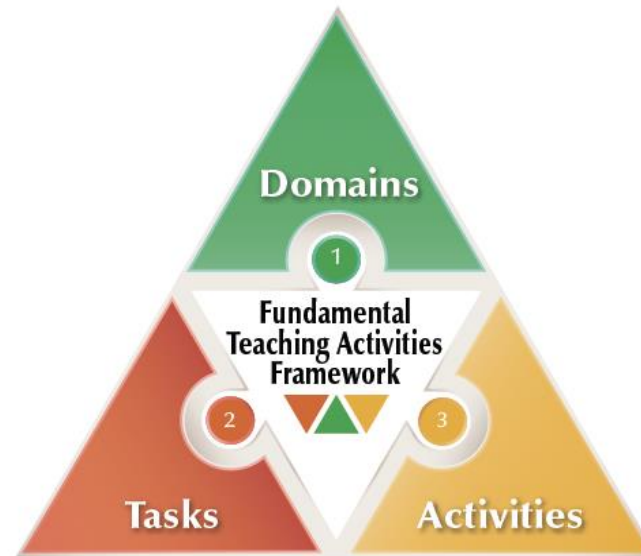 Domains
1
Fundamental
Teaching Activities
Framework
2
3
Tasks
Activities